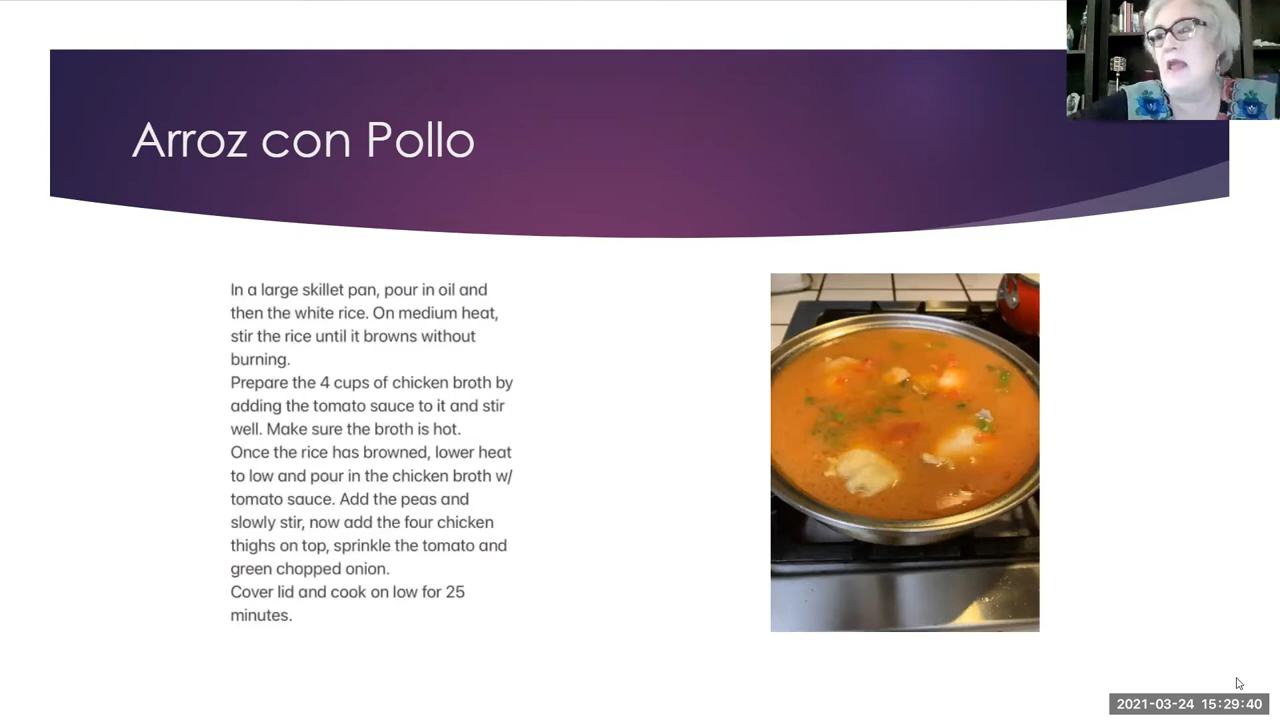 Arroz con Pollo
In a large skillet pan, pour in oil and
then the white rice. On medium heat,
stir the rice until it browns without
burning.
Prepare the 4 cups of chicken broth by
adding the tomato sauce to it and stir
well. Make sure the broth is hot.
Once the rice has browned, lower heat
to low and pour in the chicken broth w/
tomato sauce. Add the peas and
slowly stir, now add the four chicken
thighs on top, sprinkle the tomato and
green chopped onion.
Cover lid and cook on low for 25
minutes.
2021-03-24 15:29:40